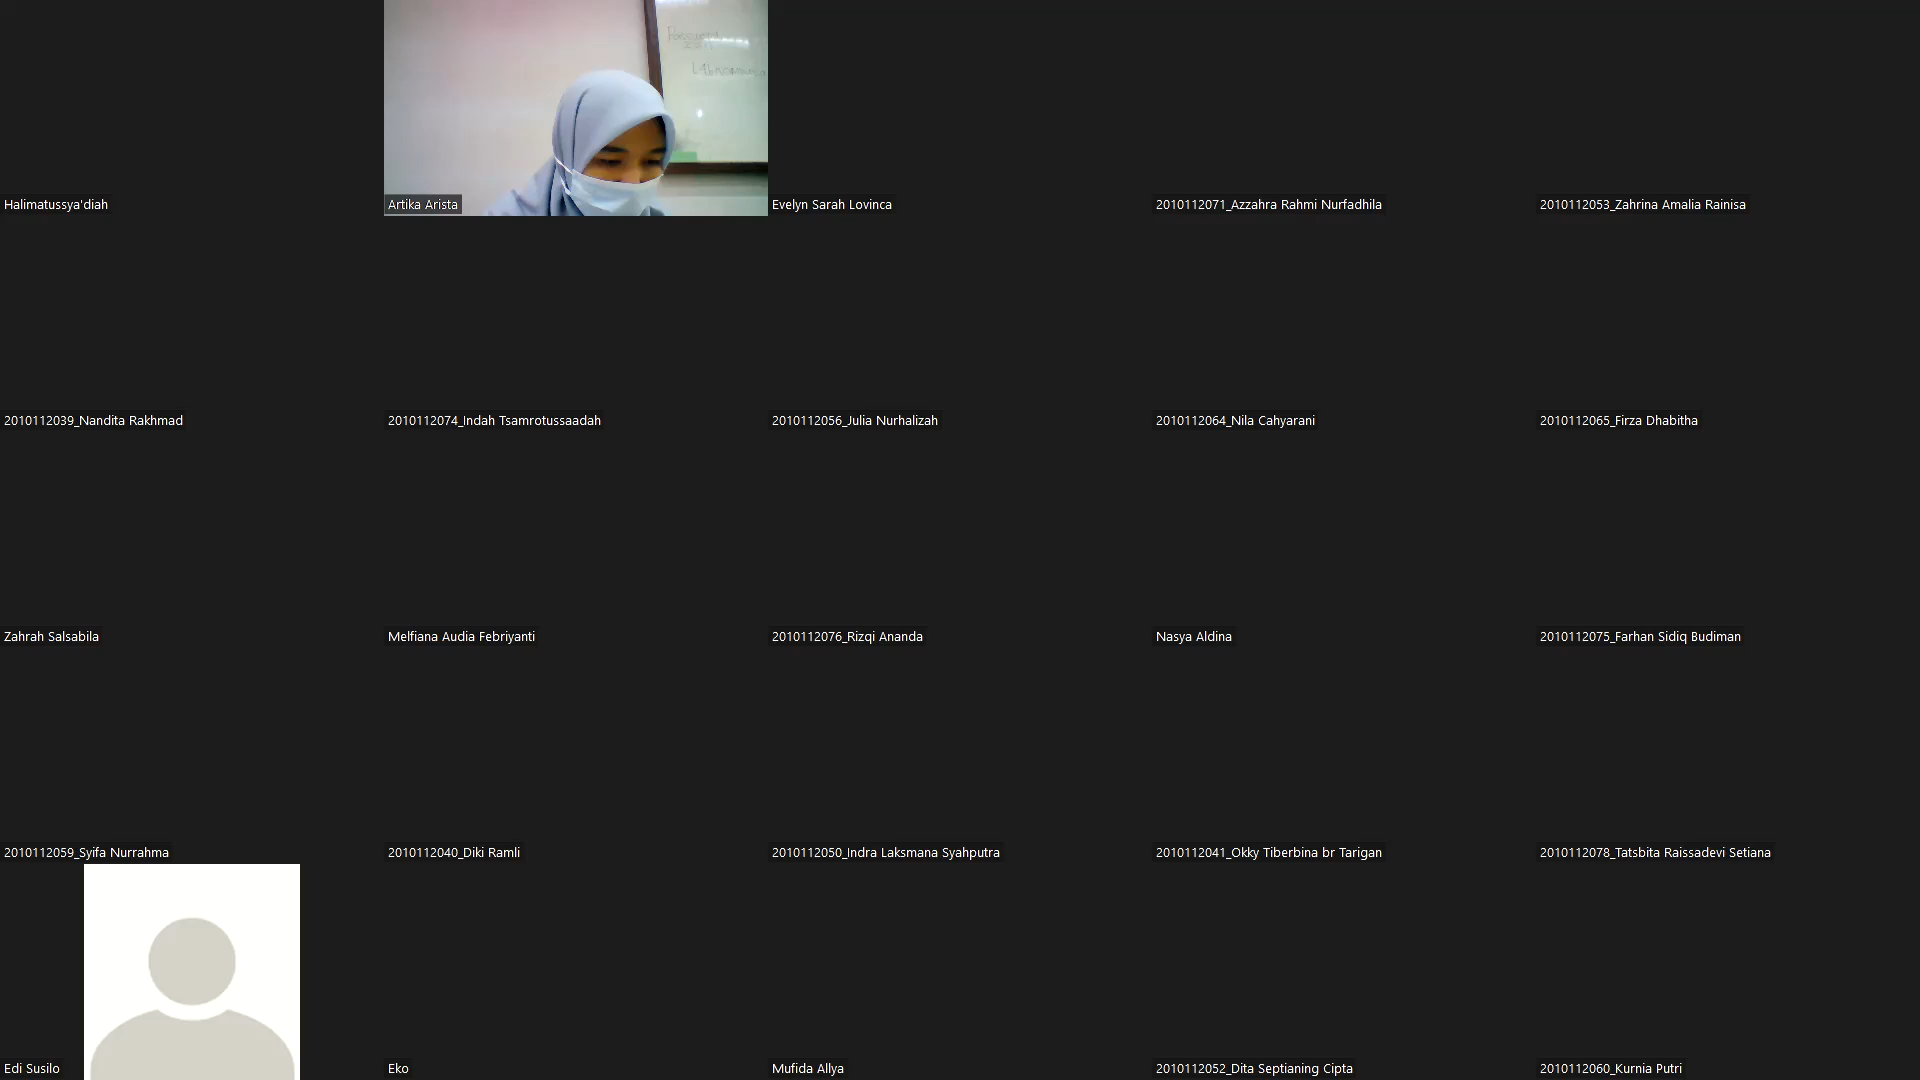 Halimatussya'diah
Artika Arista
Evelyn Sarah Lovinca
2010112071_Azzahra Rahmi Nurfadhila
2010112053_Zahrina Amalia Rainisa
2010112039_Nandita Rakhmad
2010112074_Indah Tsamrotussaadah
2010112056_Julia Nurhalizah
2010112064_Nila Cahyarani
2010112065_Firza Dhabitha
Zahrah Salsabila
Melfiana Audia Febriyanti
2010112076_Rizqi Ananda
Nasya Aldina
2010112075_Farhan Sidiq Budiman
2010112059_Syifa Nurrahma
2010112040_Diki Ramli
2010112050_Indra Laksmana Syahputra
2010112041_Okky Tiberbina br Tarigan
2010112078_Tatsbita Raissadevi Setiana
Edi Susilo
Eko
Mufida Allya
2010112052_Dita Septianing Cipta
2010112060_Kurnia Putri